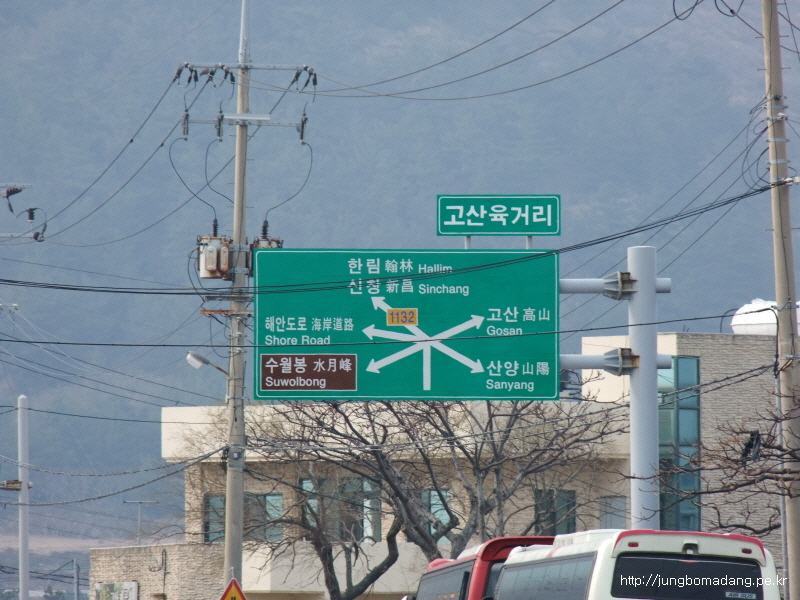 고산육거리
한림 翰林 Hallim
신창 新昌 Sinchang
1132
해안도로 海岸道路
Shore Road
고산 高山
Gosan
수월봉 水月峰
Suwolbong
산양 山陽
Sanyang
http://jungbomadang.pe.kr